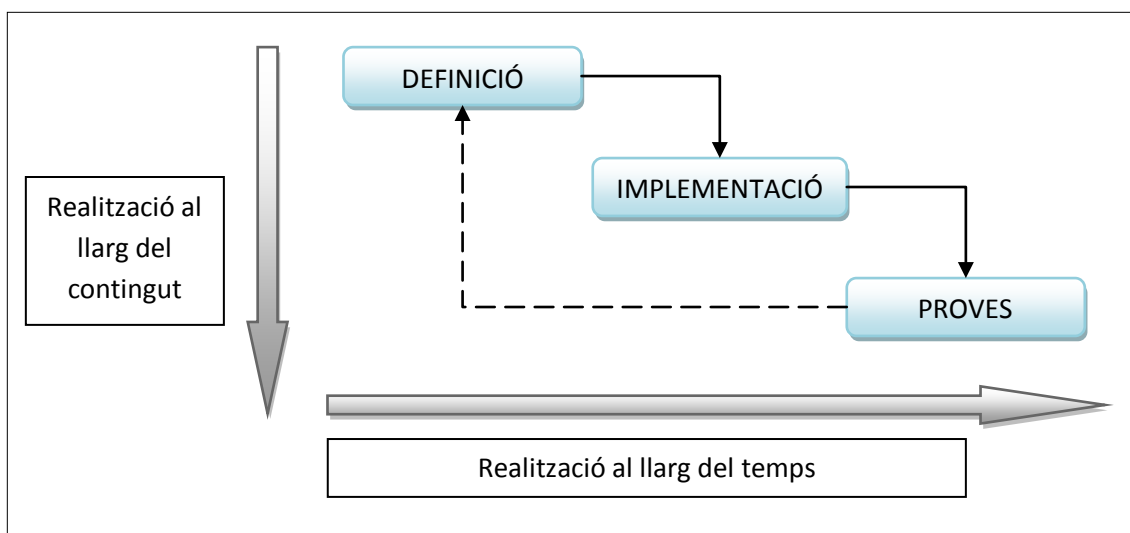 DEFINICIÓ
IMPLEMENTACIÓ
Realització al
llarg del
contingut
PROVES
Realització al llarg del temps